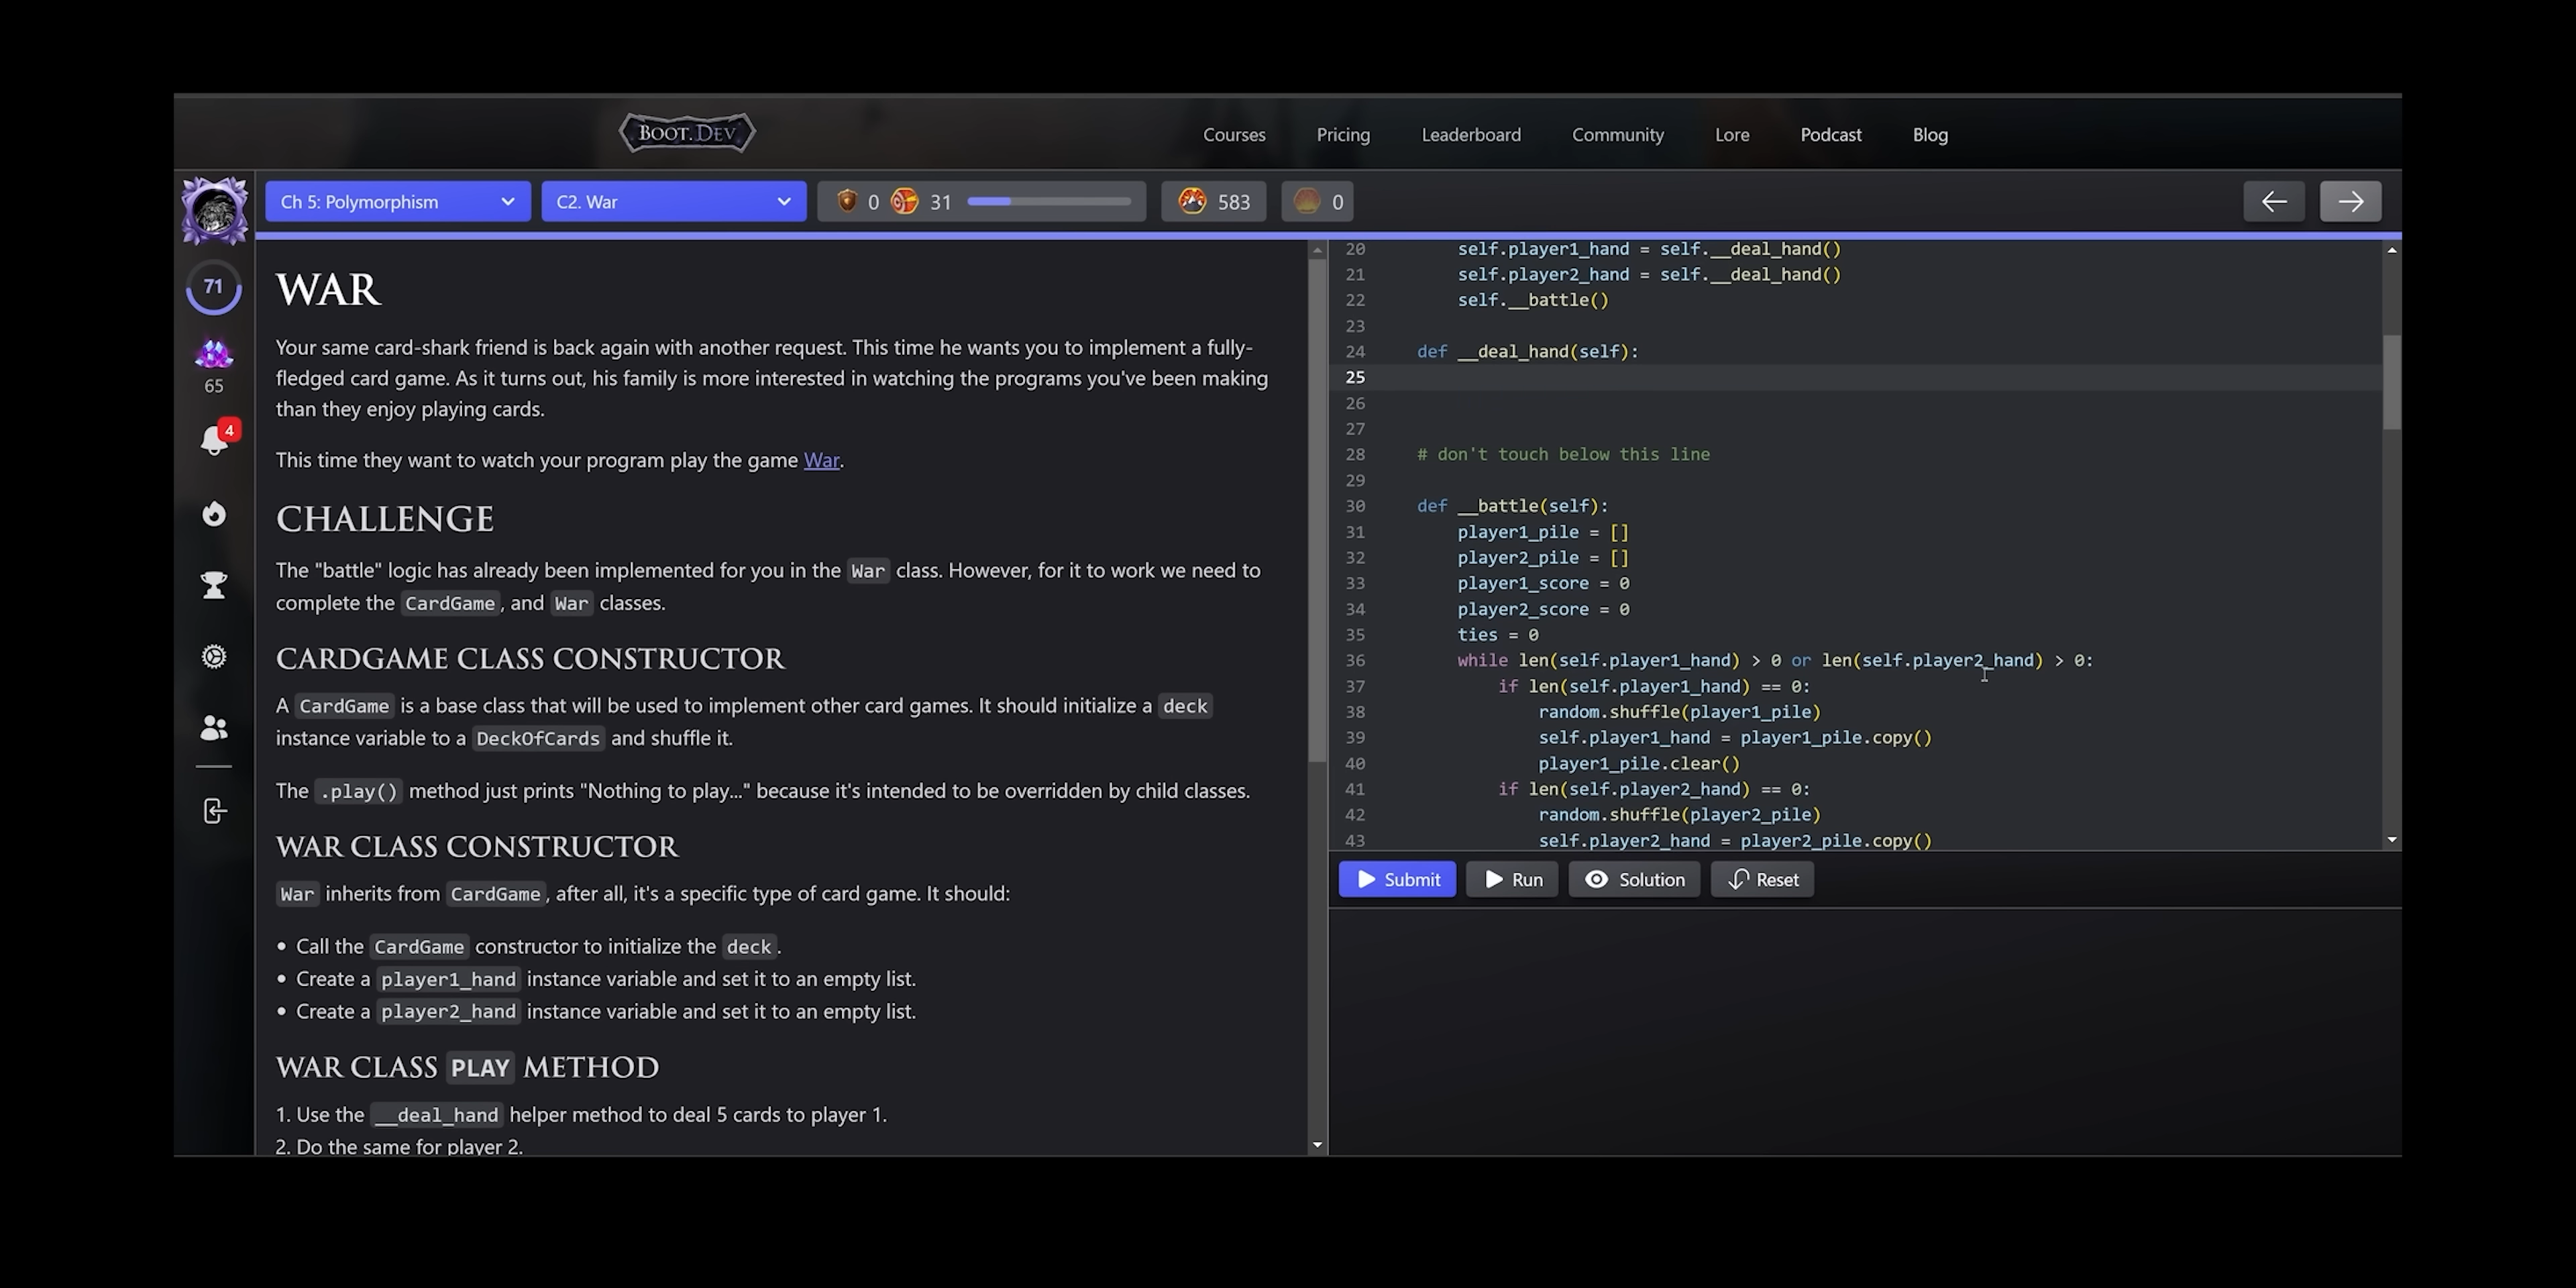 BOOT.DEV
Courses Pricing Leaderboard Community Lore Podcast Blog
Ch 5: Polymorphism C2. War 0 31 583 0
71
65
4
WAR
Your same card-shark friend is back again with another request. This time he wants you to implement a fully-
fledged card game. As it turns out, his family is more interested in watching the programs you've been making
than they enjoy playing cards.
This time they want to watch your program play the game War.
CHALLENGE
The "battle" logic has already been implemented for you in the War class. However, for it to work we need to
complete the CardGame, and War classes.
CARDGAME CLASS CONSTRUCTOR
A CardGame is a base class that will be used to implement other card games. It should initialize a deck
instance variable to a DeckOfCards and shuffle it.
The .play() method just prints "Nothing to play..." because it's intended to be overridden by child classes.
WAR CLASS CONSTRUCTOR
War inherits from CardGame, after all, it's a specific type of card game. It should:
• Call the CardGame constructor to initialize the deck.
• Create a player1_hand instance variable and set it to an empty list.
• Create a player2_hand instance variable and set it to an empty list.
WAR CLASS PLAY METHOD
1. Use the __deal_hand helper method to deal 5 cards to player 1.
2. Do the same for player 2.
20 self.player1_hand = self.__deal_hand()
21 self.player2_hand = self.__deal_hand()
22 self.__battle()
23
24 def __deal_hand(self):
25
26
27
28 # don't touch below this line
29
30 def __battle(self):
31 player1_pile = []
32 player2_pile = []
33 player1_score = 0
34 player2_score = 0
35 ties = 0
36 while len(self.player1_hand) > 0 or len(self.player2_hand) > 0:
37 if len(self.player1_hand) == 0:
38 random.shuffle(player1_pile)
39 self.player1_hand = player1_pile.copy()
40 player1_pile.clear()
41 if len(self.player2_hand) == 0:
42 random.shuffle(player2_pile)
43 self.player2_hand = player2_pile.copy()
Submit Run Solution Reset